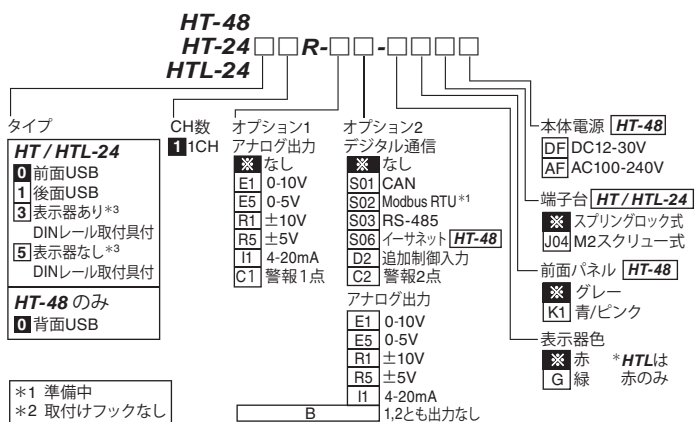 HT-48
HT-24□□R-□□-□□□□
HTL-24
タイプ
HT / HTL-24
0 前面USB
1 後面USB
3 表示器あり*3
DINレール取付具付
5 表示器なし*3
DINレール取付具付
HT-48 のみ
0 背面USB
*1 準備中
*2 取付けフックなし
CH数
1 1CH
オプション1
アナログ出力
※ なし
E1 0-10V
E5 0-5V
R1 ±10V
R5 ±5V
I1 4-20mA
C1 警報1点
オプション2
デジタル通信
※ なし
S01 CAN
S02 Modbus RTU *1
S03 RS-485
S06 イーサネット HT-48
D2 追加制御入力
C2 警報2点
アナログ出力
E1 0-10V
E5 0-5V
R1 ±10V
R5 ±5V
I1 4-20mA
B 1,2とも出力なし
本体電源 HT-48
DF DC12-30V
AF AC100-240V
端子台 HT / HTL-24
※ スプリングロック式
J04 M2スクリュー式
前面パネル HT-48
※ グレー
K1 青/ピンク
表示器色
※ 赤 *HTLは
G 緑 赤のみ